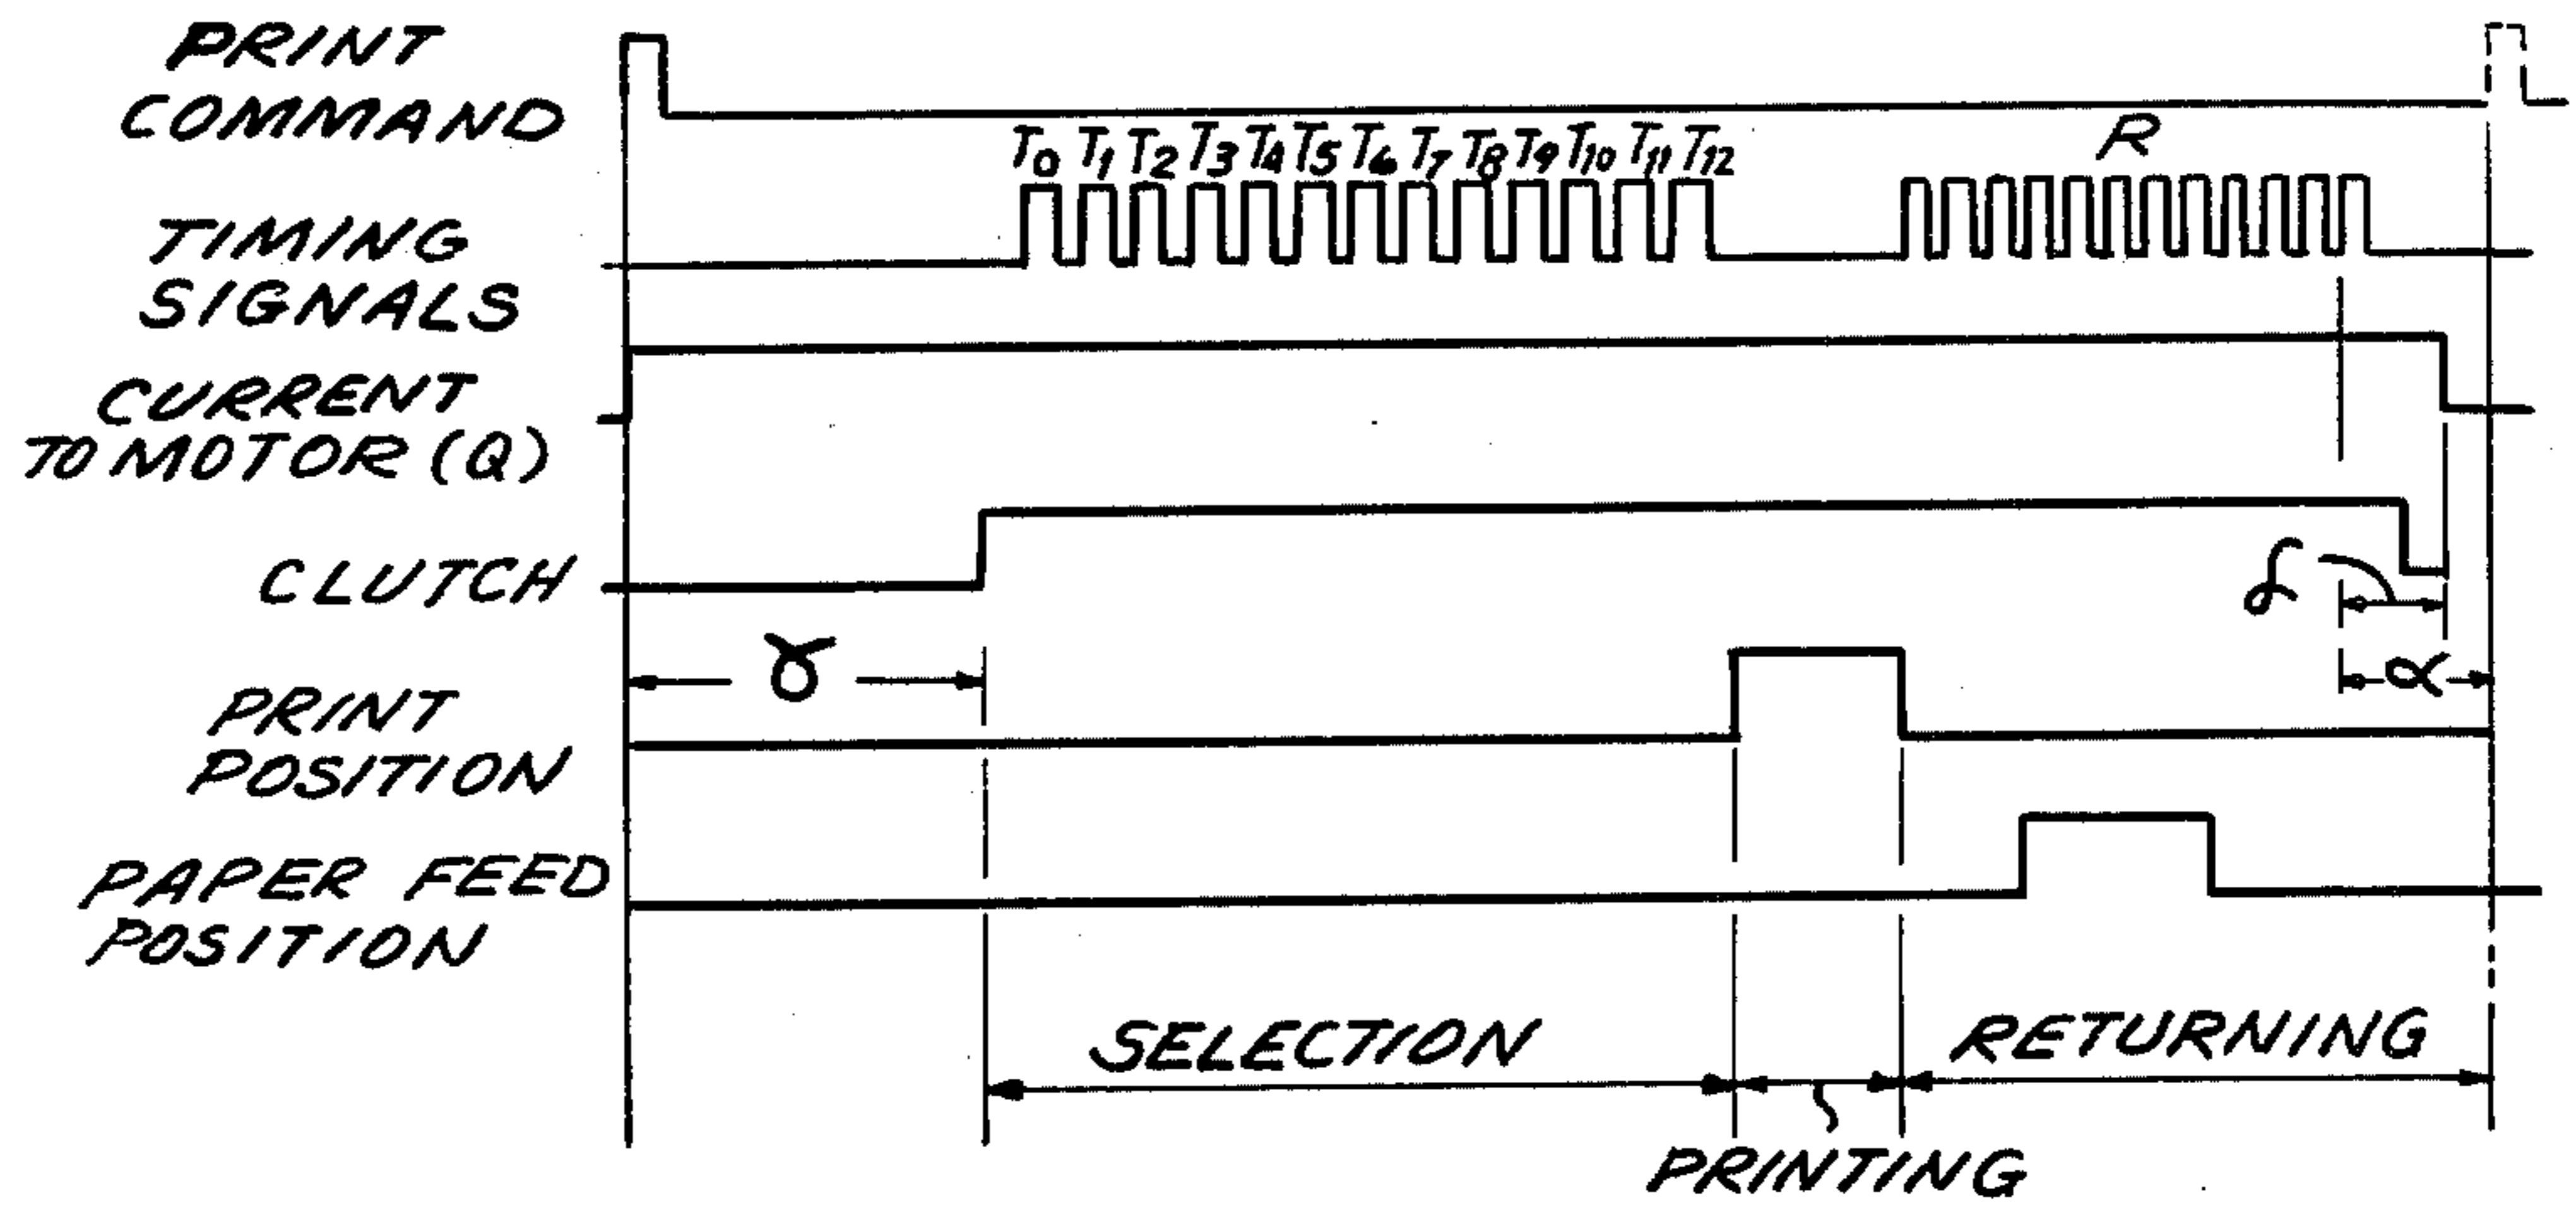 PRINT
COMMAND
T0 T1 T2 T3 T4 T5 T6 T7 T8 T9 T10 T11 T12
R
TIMING
SIGNALS
CURRENT
TO MOTOR (Q)
CLUTCH
γ
α
PRINT
POSITION
PAPER FEED
POSITION
SELECTION
RETURNING
PRINTING